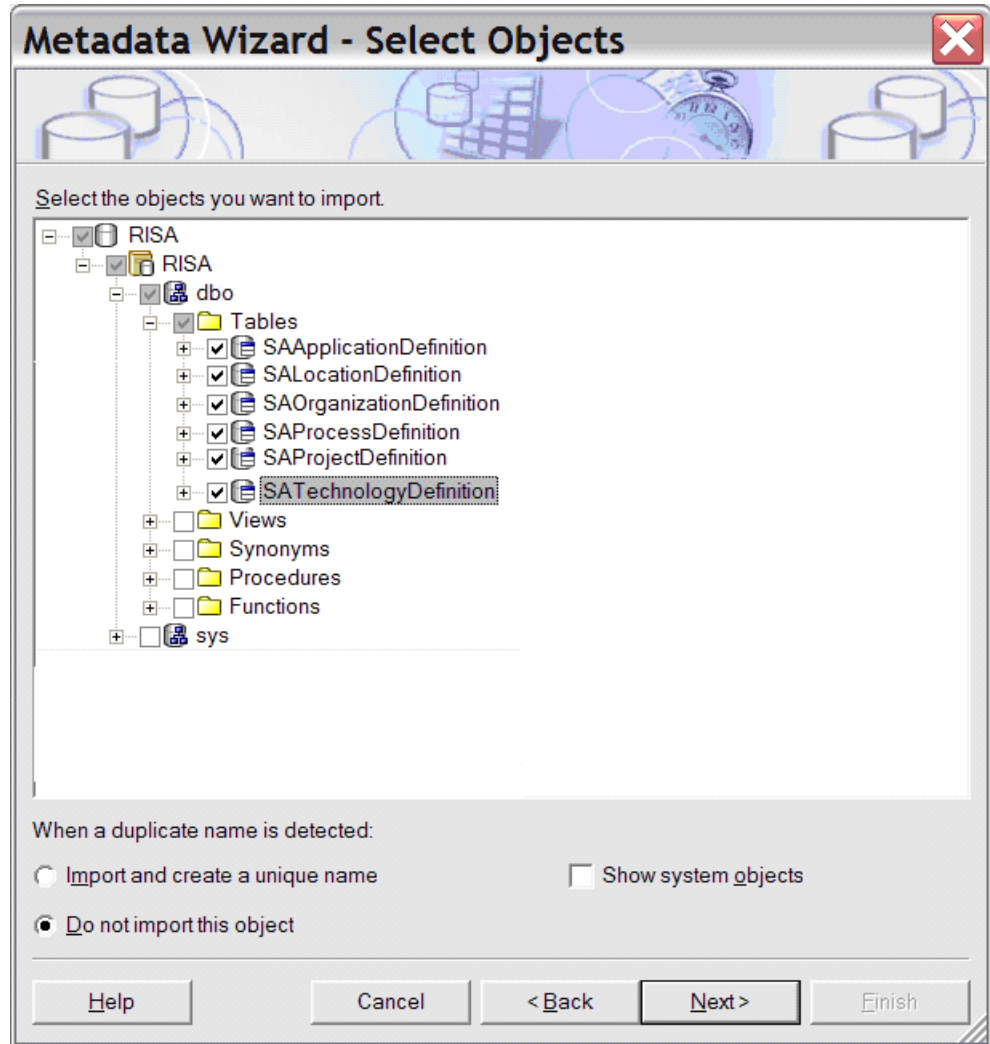 Metadata Wizard - Select Objects
Select the objects you want to import.
RISA
RISA
dbo
Tables
SAApplicationDefinition
SALocationDefinition
SAOrganizationDefinition
SAProcessDefinition
SAProjectDefinition
SATechnologyDefinition
Views
Synonyms
Procedures
Functions
sys
When a duplicate name is detected:
Import and create a unique name
Show system objects
Do not import this object
Help
Cancel
< Back
Next >
Finish